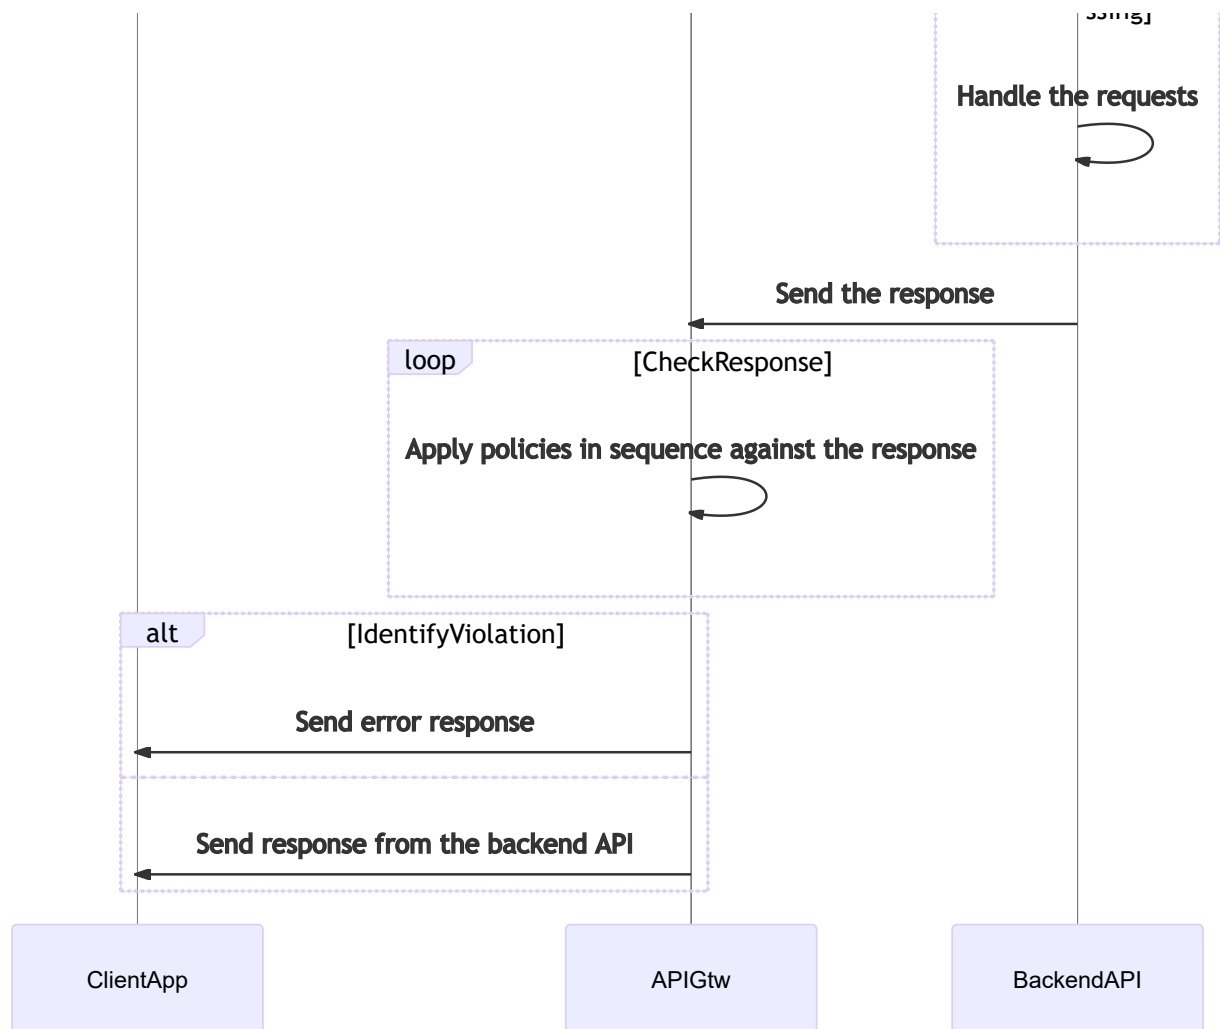 Handle the requests
Send the response
loop
[CheckResponse]
Apply policies in sequence against the response
alt
[IdentifyViolation]
Send error response
Send response from the backend API
ClientApp
APIGtw
BackendAPI